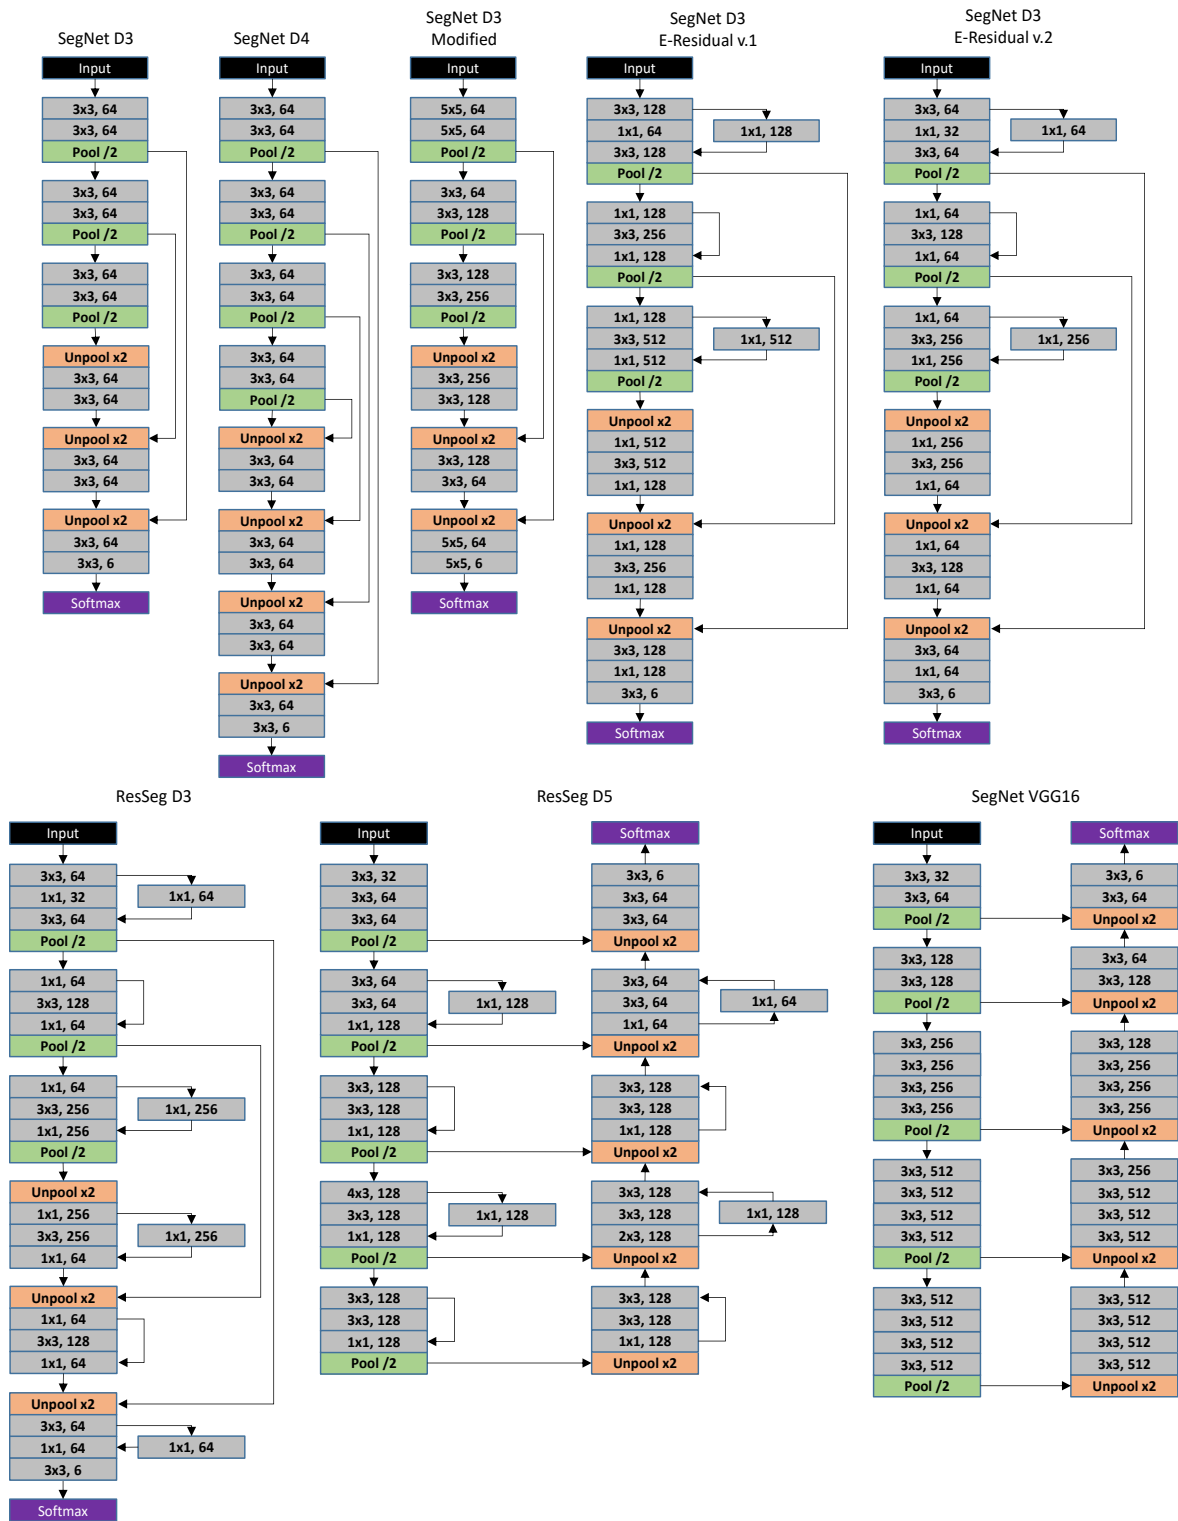 SegNet D3
Input
3x3, 64
3x3, 64
Pool /2
3x3, 64
3x3, 64
Pool /2
3x3, 64
3x3, 64
Pool /2
Unpool x2
3x3, 64
3x3, 64
Unpool x2
3x3, 64
3x3, 64
Unpool x2
3x3, 64
3x3, 6
Softmax
SegNet D4
Input
3x3, 64
3x3, 64
Pool /2
3x3, 64
3x3, 64
Pool /2
3x3, 64
3x3, 64
Pool /2
3x3, 64
3x3, 64
Pool /2
Unpool x2
3x3, 64
3x3, 64
Unpool x2
3x3, 64
3x3, 64
Unpool x2
3x3, 64
3x3, 64
Unpool x2
3x3, 64
3x3, 6
Softmax
SegNet D3
Modified
Input
5x5, 64
5x5, 64
Pool /2
3x3, 64
3x3, 128
Pool /2
3x3, 128
3x3, 256
Pool /2
Unpool x2
3x3, 256
3x3, 128
Unpool x2
3x3, 128
3x3, 64
Unpool x2
5x5, 64
5x5, 6
Softmax
SegNet D3
E-Residual v.1
Input
3x3, 128
1x1, 64
1x1, 128
3x3, 128
Pool /2
1x1, 128
3x3, 256
1x1, 128
Pool /2
1x1, 128
3x3, 512
1x1, 512
1x1, 512
Pool /2
Unpool x2
1x1, 512
3x3, 512
1x1, 128
Unpool x2
1x1, 128
3x3, 256
1x1, 128
Unpool x2
3x3, 128
1x1, 128
3x3, 6
Softmax
SegNet D3
E-Residual v.2
Input
3x3, 64
1x1, 32
1x1, 64
3x3, 64
Pool /2
1x1, 64
3x3, 128
1x1, 64
Pool /2
1x1, 64
3x3, 256
1x1, 256
1x1, 256
Pool /2
Unpool x2
1x1, 256
3x3, 256
1x1, 64
Unpool x2
1x1, 64
3x3, 128
1x1, 64
Unpool x2
3x3, 64
1x1, 64
3x3, 6
Softmax
ResSeg D3
Input
3x3, 64
1x1, 32
1x1, 64
3x3, 64
Pool /2
1x1, 64
3x3, 128
1x1, 64
Pool /2
1x1, 64
3x3, 256
1x1, 256
1x1, 256
Pool /2
Unpool x2
1x1, 256
3x3, 256
1x1, 256
1x1, 64
Unpool x2
1x1, 64
3x3, 128
1x1, 64
Unpool x2
3x3, 64
1x1, 64
1x1, 64
3x3, 6
Softmax
ResSeg D5
Input
3x3, 32
3x3, 64
3x3, 64
Pool /2
3x3, 64
3x3, 64
1x1, 128
1x1, 128
Pool /2
3x3, 128
3x3, 128
1x1, 128
Pool /2
4x3, 128
3x3, 128
1x1, 128
1x1, 128
Pool /2
3x3, 128
3x3, 128
1x1, 128
Pool /2
Softmax
3x3, 6
3x3, 64
3x3, 64
Unpool x2
3x3, 64
3x3, 64
1x1, 64
1x1, 64
Unpool x2
3x3, 128
3x3, 128
1x1, 128
Unpool x2
3x3, 128
3x3, 128
1x1, 128
2x3, 128
Unpool x2
3x3, 128
3x3, 128
1x1, 128
Unpool x2
SegNet VGG16
Input
3x3, 32
3x3, 64
Pool /2
3x3, 128
3x3, 128
Pool /2
3x3, 256
3x3, 256
3x3, 256
3x3, 256
Pool /2
3x3, 512
3x3, 512
3x3, 512
3x3, 512
Pool /2
3x3, 512
3x3, 512
3x3, 512
3x3, 512
Pool /2
Softmax
3x3, 6
3x3, 64
Unpool x2
3x3, 64
3x3, 128
Unpool x2
3x3, 128
3x3, 256
3x3, 256
3x3, 256
Unpool x2
3x3, 256
3x3, 512
3x3, 512
3x3, 512
Unpool x2
3x3, 512
3x3, 512
3x3, 512
3x3, 512
Unpool x2